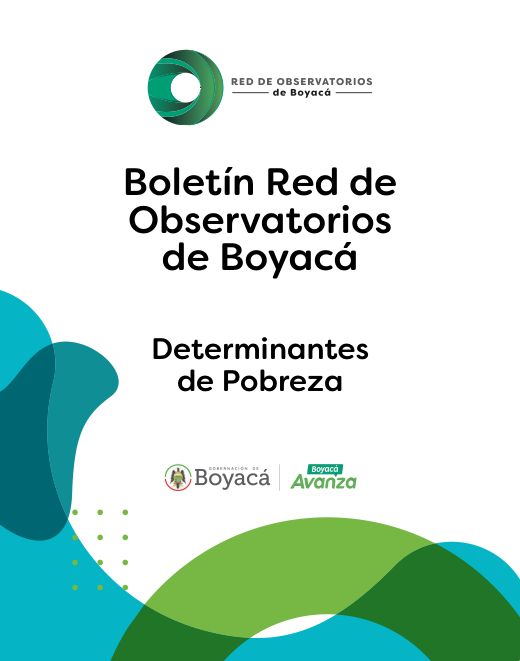 RED DE OBSERVATORIOS
de Boyacá
Boletín Red de
Observatorios
de Boyacá
Determinantes
de Pobreza
GOBERNACIÓN DE
Boyacá
Boyacá
Avanza